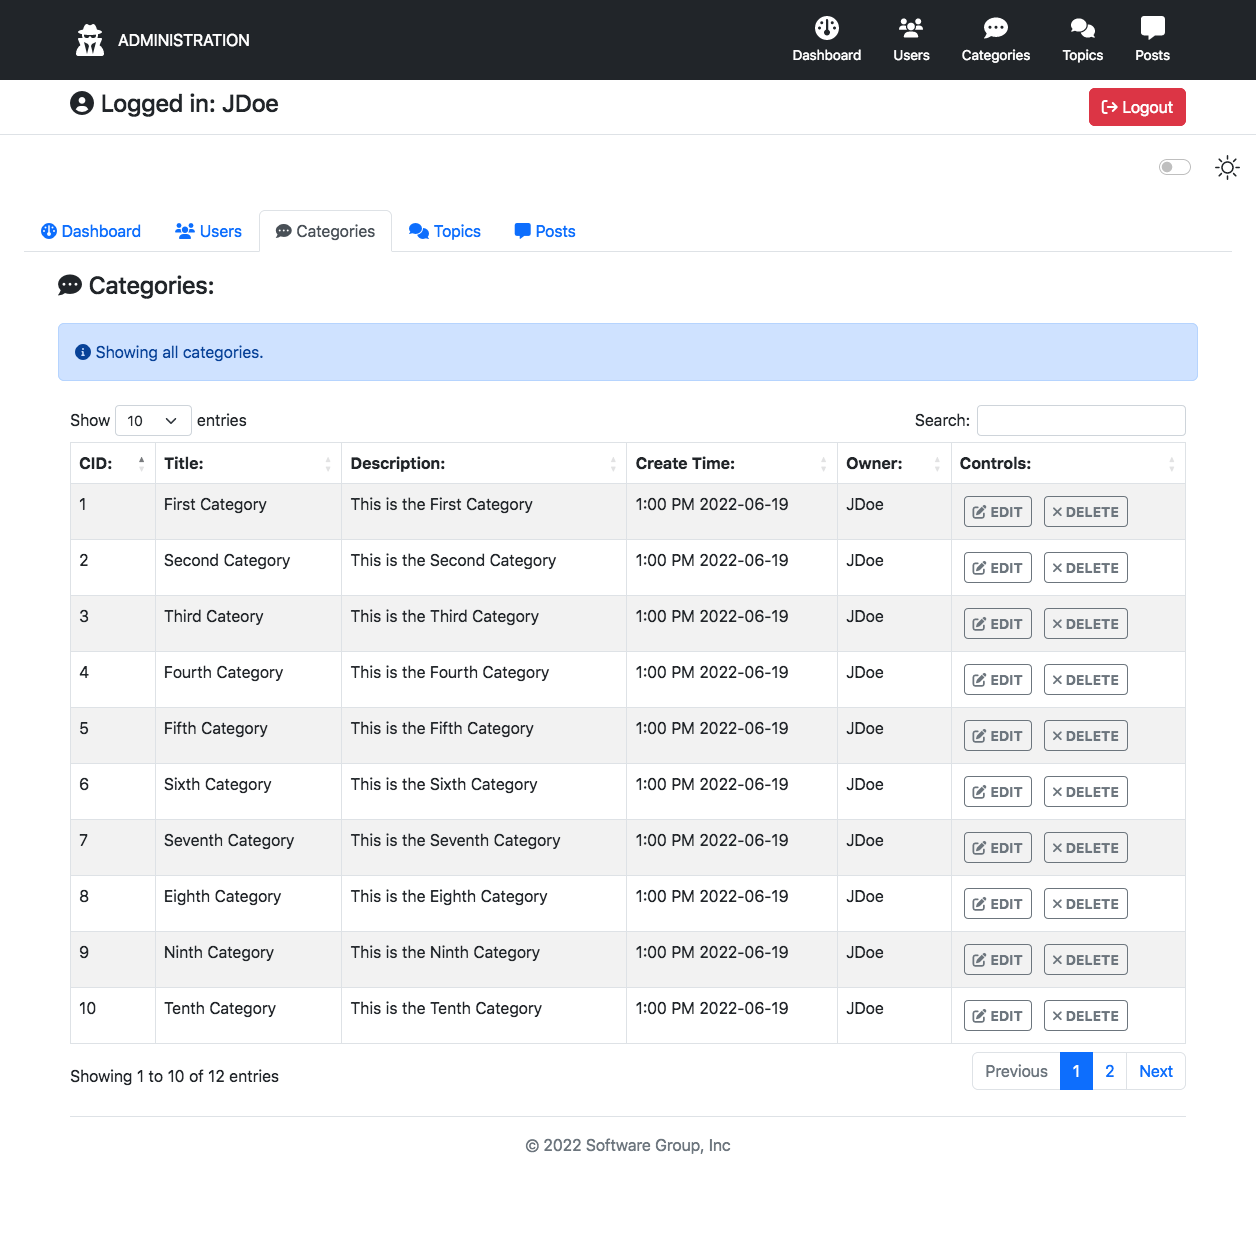 ADMINISTRATION
Dashboard Users Categories Topics Posts
Logged in: JDoe
Logout
Dashboard Users Categories Topics Posts
Categories:
Showing all categories.
Show 10 entries Search:
CID: Title: Description: Create Time: Owner: Controls:
1 First Category This is the First Category 1:00 PM 2022-06-19 JDoe EDIT DELETE
2 Second Category This is the Second Category 1:00 PM 2022-06-19 JDoe EDIT DELETE
3 Third Cateory This is the Third Category 1:00 PM 2022-06-19 JDoe EDIT DELETE
4 Fourth Category This is the Fourth Category 1:00 PM 2022-06-19 JDoe EDIT DELETE
5 Fifth Category This is the Fifth Category 1:00 PM 2022-06-19 JDoe EDIT DELETE
6 Sixth Category This is the Sixth Category 1:00 PM 2022-06-19 JDoe EDIT DELETE
7 Seventh Category This is the Seventh Category 1:00 PM 2022-06-19 JDoe EDIT DELETE
8 Eighth Category This is the Eighth Category 1:00 PM 2022-06-19 JDoe EDIT DELETE
9 Ninth Category This is the Ninth Category 1:00 PM 2022-06-19 JDoe EDIT DELETE
10 Tenth Category This is the Tenth Category 1:00 PM 2022-06-19 JDoe EDIT DELETE
Showing 1 to 10 of 12 entries Previous 1 2 Next
© 2022 Software Group, Inc